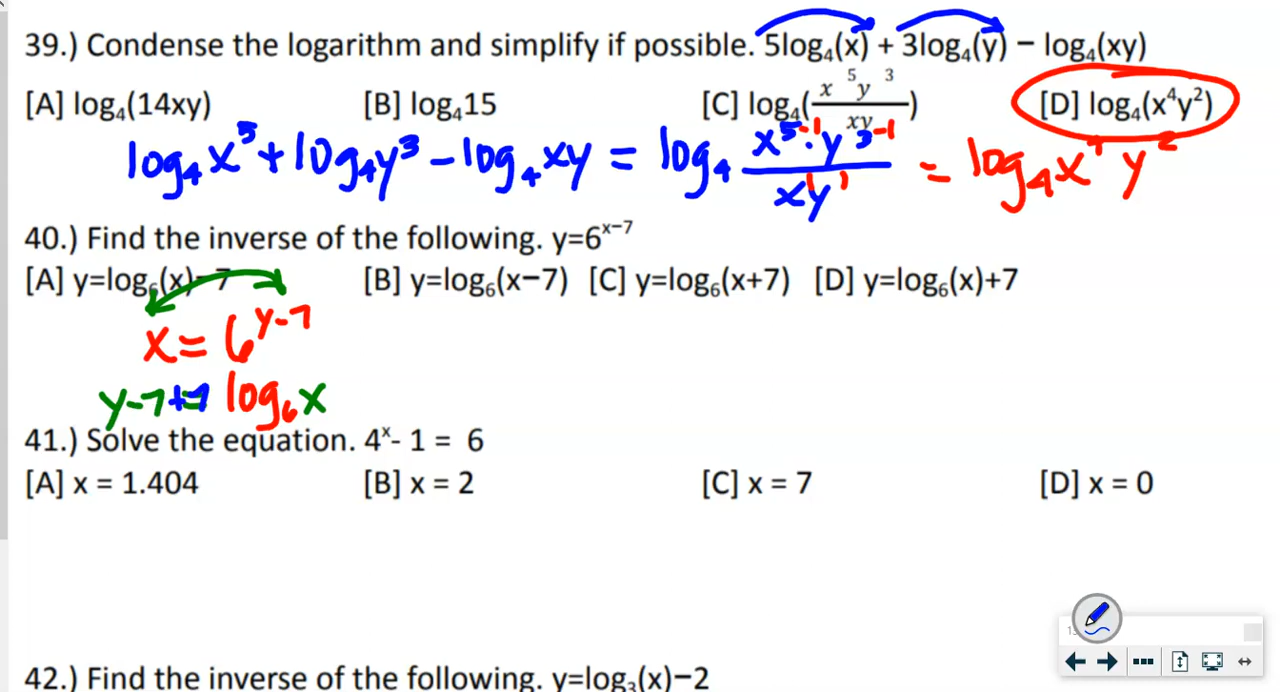 39.) Condense the logarithm and simplify if possible. 5log₄(x) + 3log₄(y) − log₄(xy)
[A] log₄(14xy) [B] log₄15 [C] log₄(x⁵y³/xy) [D] log₄(x⁴y²)
log₄x⁵ + log₄y³ − log₄xy = log₄ x⁵⁻¹·y³⁻¹/x¹y¹ = log₄x⁴y²
40.) Find the inverse of the following. y=6ˣ⁻⁷
[A] y=log₆(x)−7 [B] y=log₆(x−7) [C] y=log₆(x+7) [D] y=log₆(x)+7
x = 6ʸ⁻⁷
y-7+7 log₆x
41.) Solve the equation. 4ˣ- 1 = 6
[A] x = 1.404 [B] x = 2 [C] x = 7 [D] x = 0
42.) Find the inverse of the following. y=log₃(x)−2